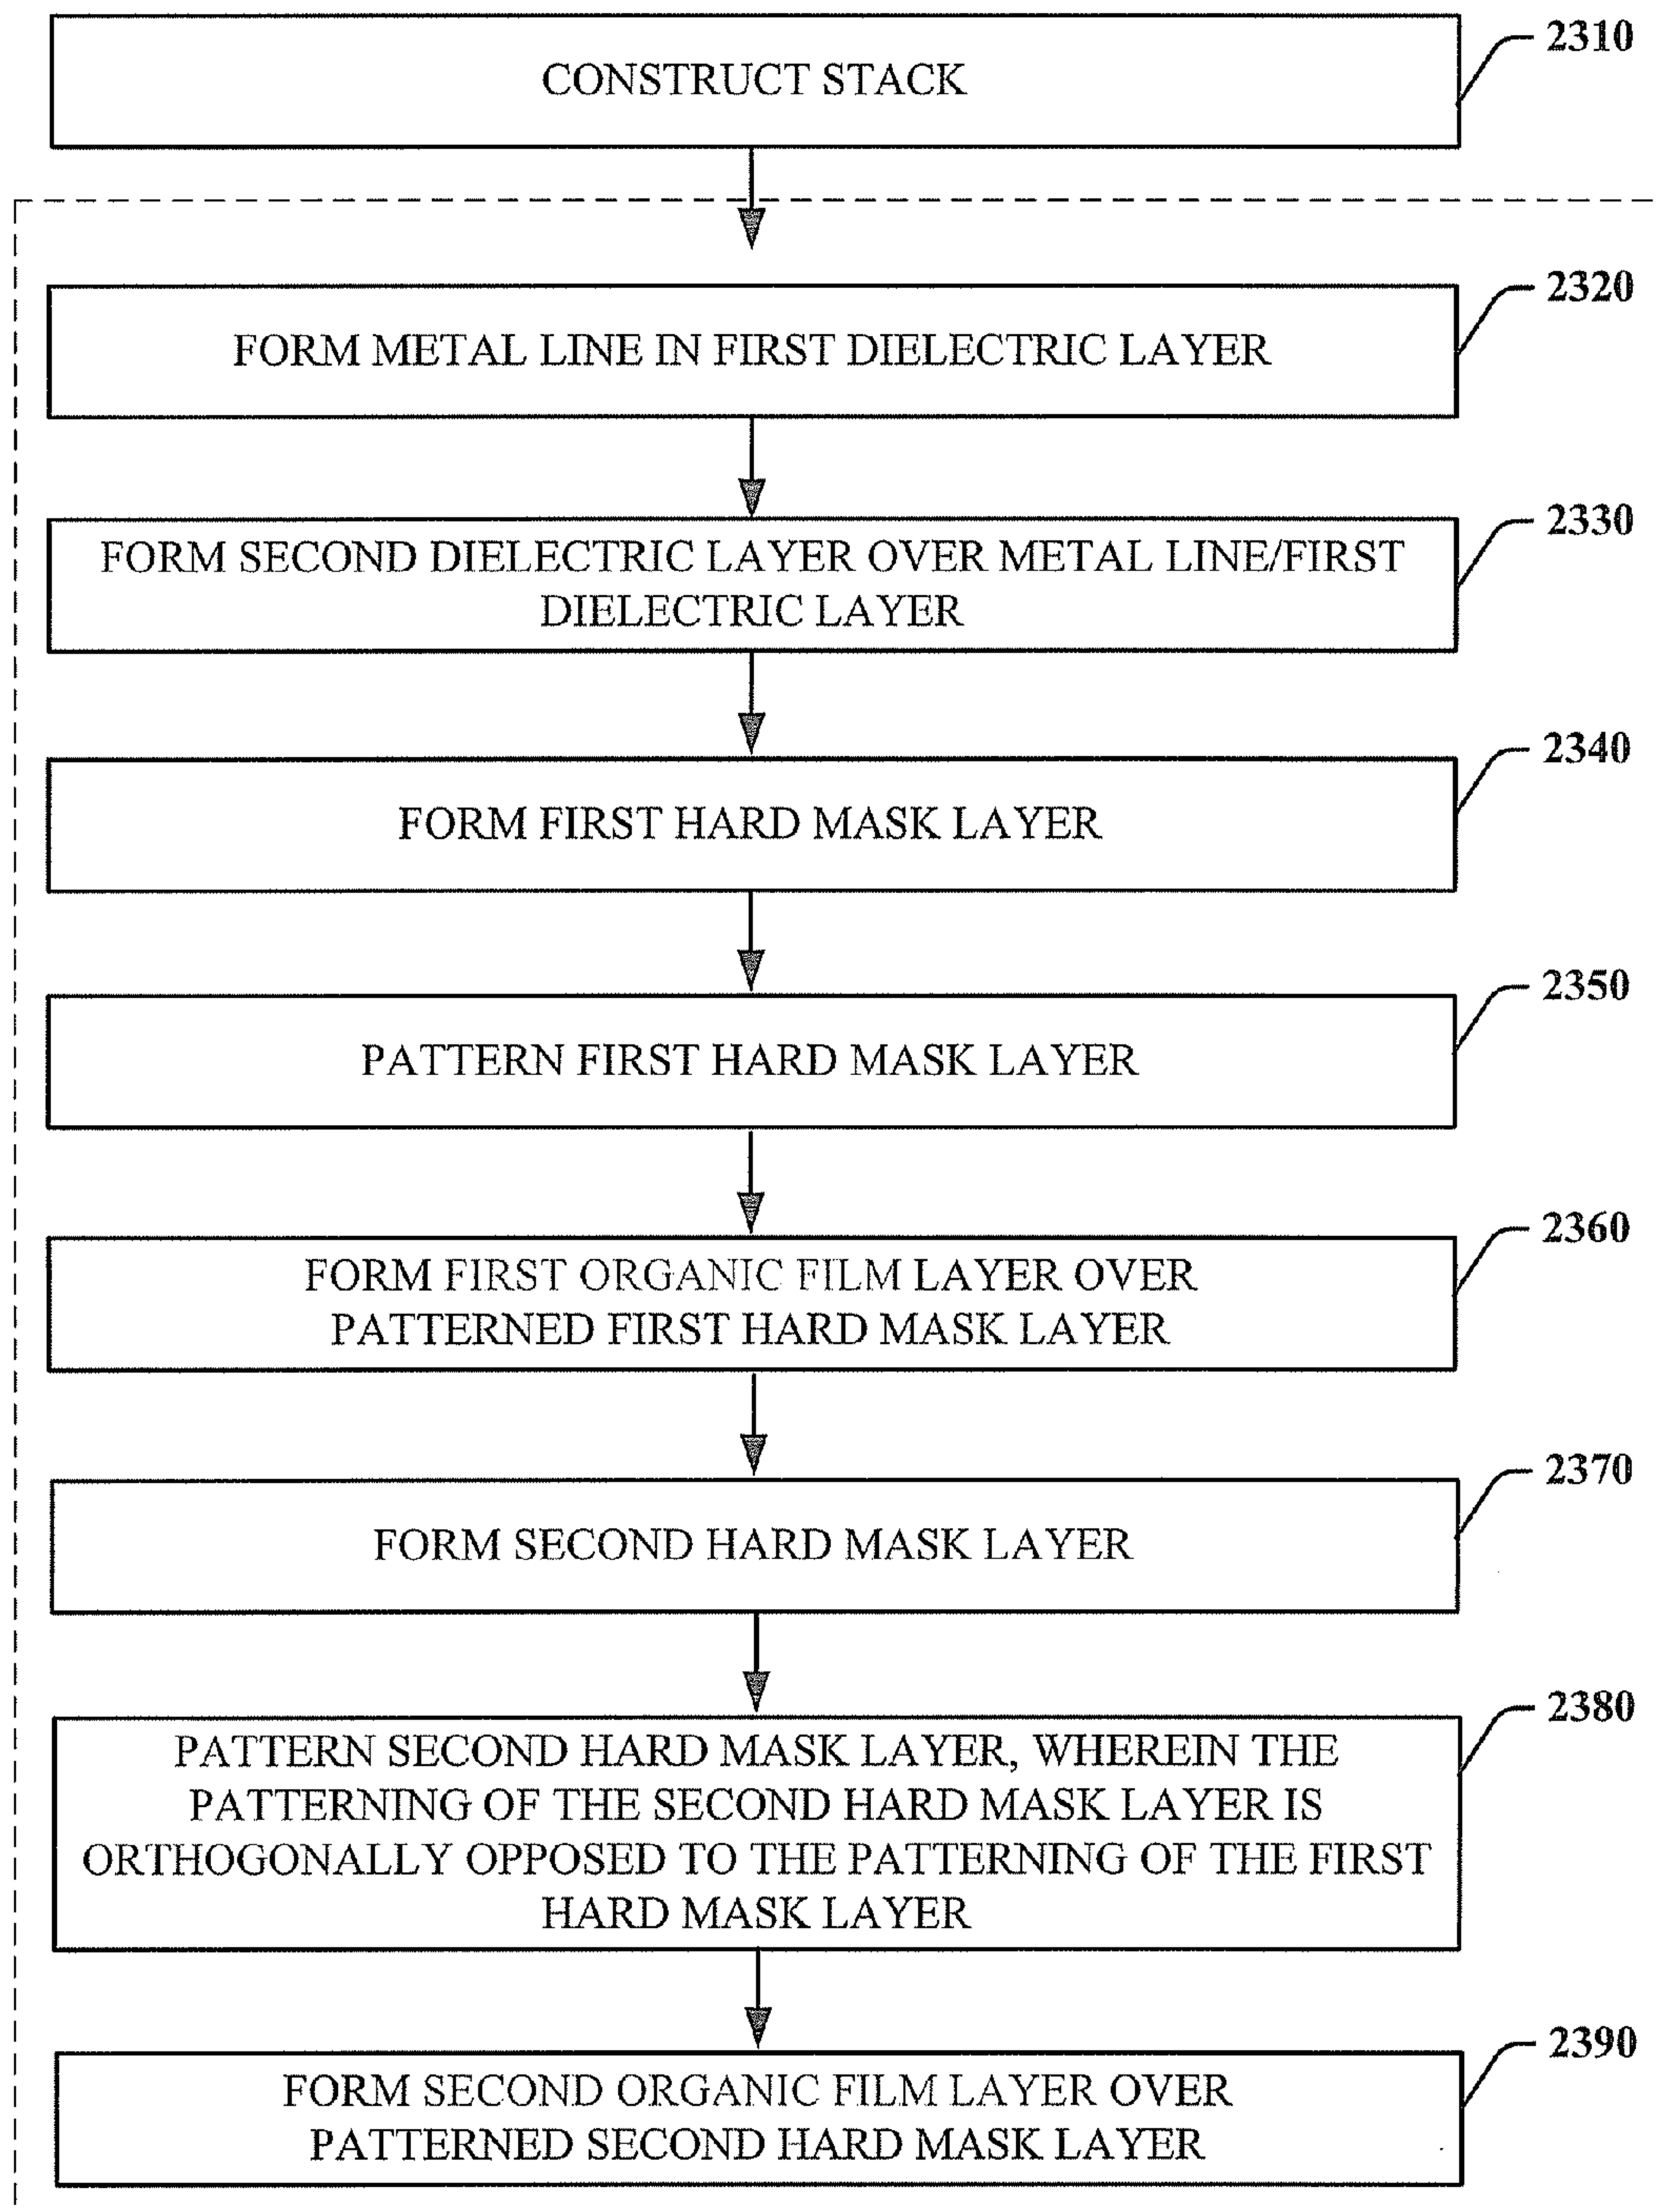 2310
CONSTRUCT STACK
2320
FORM METAL LINE IN FIRST DIELECTRIC LAYER
2330
FORM SECOND DIELECTRIC LAYER OVER METAL LINE/FIRST
DIELECTRIC LAYER
2340
FORM FIRST HARD MASK LAYER
2350
PATTERN FIRST HARD MASK LAYER
2360
FORM FIRST ORGANIC FILM LAYER OVER
PATTERNED FIRST HARD MASK LAYER
2370
FORM SECOND HARD MASK LAYER
2380
PATTERN SECOND HARD MASK LAYER, WHEREIN THE
PATTERNING OF THE SECOND HARD MASK LAYER IS
ORTHOGONALLY OPPOSED TO THE PATTERNING OF THE FIRST
HARD MASK LAYER
2390
FORM SECOND ORGANIC FILM LAYER OVER
PATTERNED SECOND HARD MASK LAYER